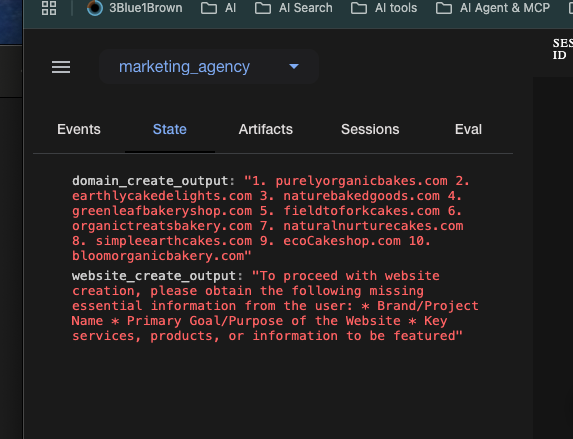 3Blue1Brown AI AI Search AI tools AI Agent & MCP
SES
ID
marketing_agency
Events State Artifacts Sessions Eval
domain_create_output: "1. purelyorganicbakes.com 2.
earthlycakedelights.com 3. naturebakedgoods.com 4.
greenleafbakeryshop.com 5. fieldtoforkcakes.com 6.
organictreatsbakery.com 7. naturalnurturecakes.com
8. simpleearthcakes.com 9. ecoCakeshop.com 10.
bloomorganicbakery.com"
website_create_output: "To proceed with website
creation, please obtain the following missing
essential information from the user: * Brand/Project
Name * Primary Goal/Purpose of the Website * Key
services, products, or information to be featured"